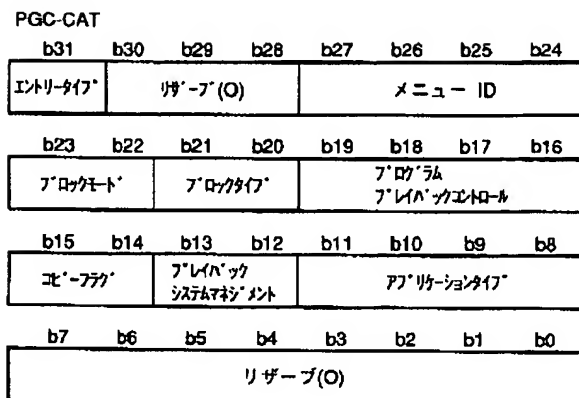 PGC-CAT
b31 b30 b29 b28 b27 b26 b25 b24
エントリータイプ リザーブ(O) メニュー ID
b23 b22 b21 b20 b19 b18 b17 b16
ブロックモード ブロックタイプ プログラム
プレイバックコントロール
b15 b14 b13 b12 b11 b10 b9 b8
コピーフラグ プレイバック
システムマネジメント アプリケーションタイプ
b7 b6 b5 b4 b3 b2 b1 b0
リザーブ(O)